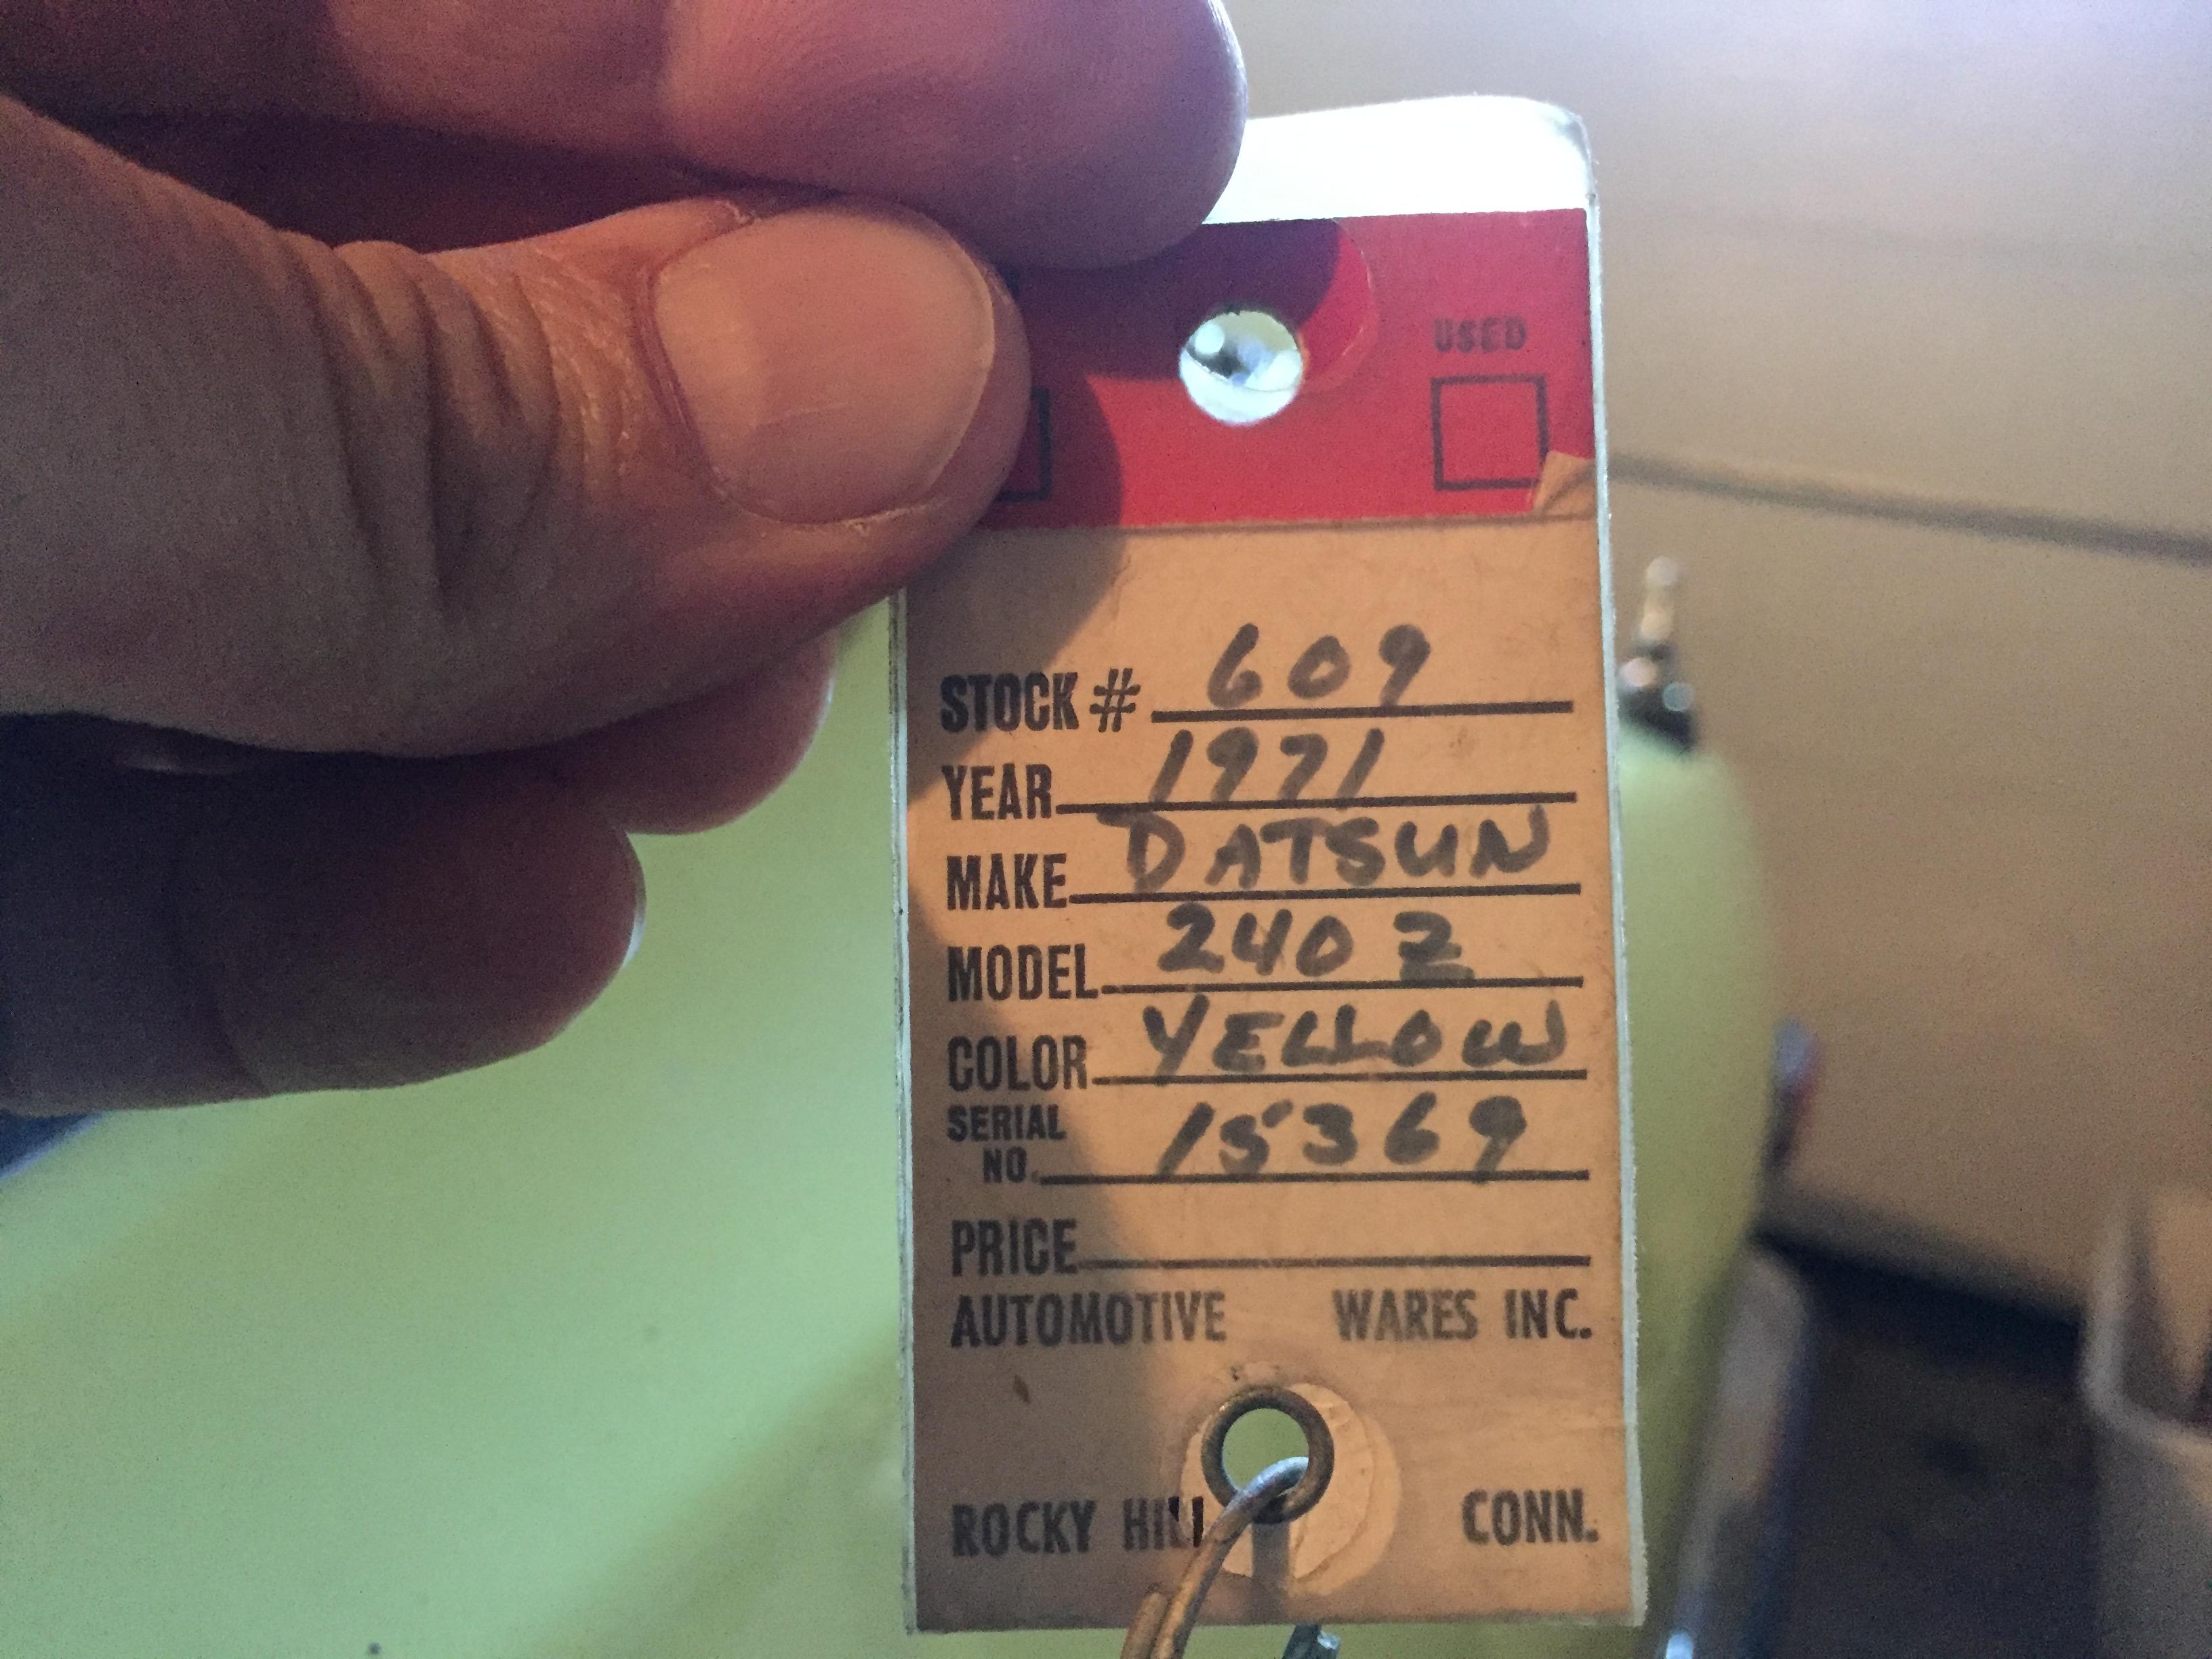 USED
STOCK # 609
YEAR 1971
MAKE DATSUN
MODEL 240 Z
COLOR YELLOW
SERIAL NO. 15369
PRICE
AUTOMOTIVE WARES INC.
ROCKY HILL CONN.